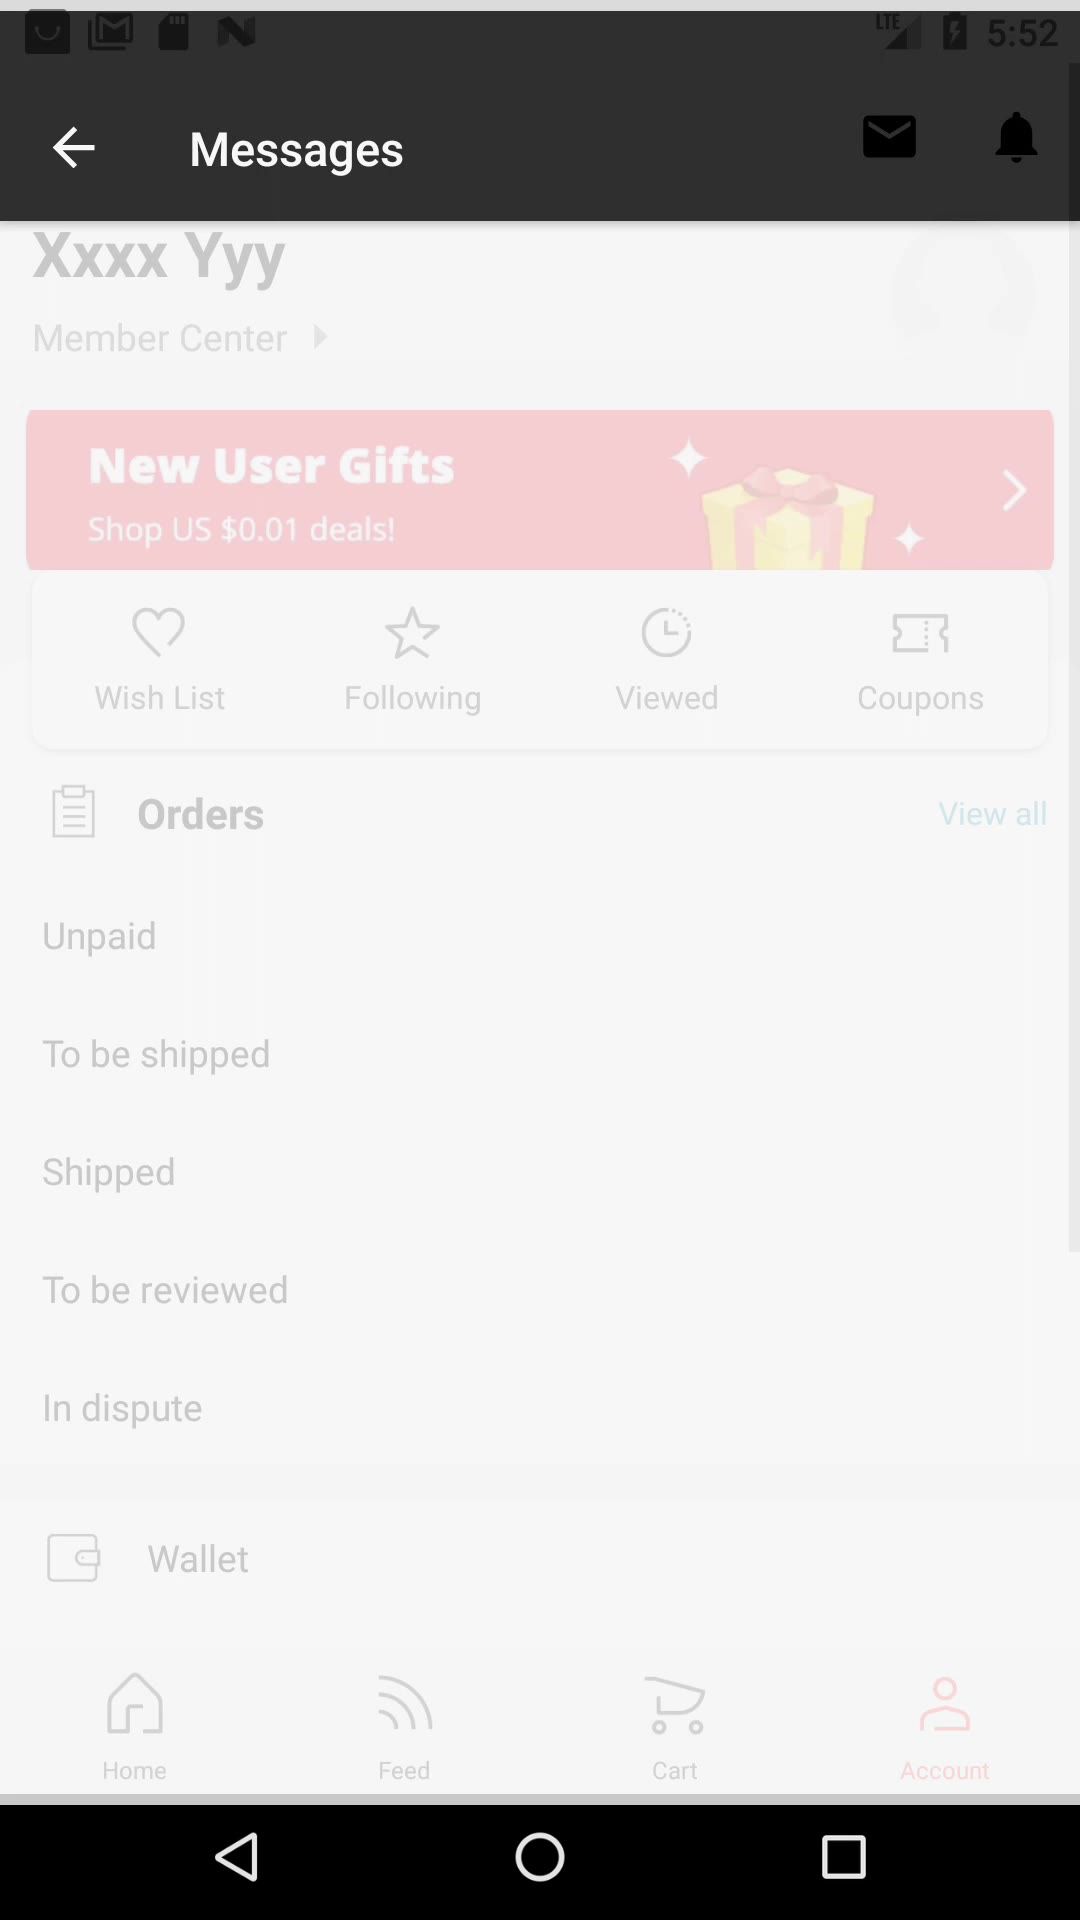 LTE 5:52
Messages
Xxxx Yyy
Member Center
New User Gifts
Shop US $0.01 deals!
Wish List Following Viewed Coupons
Orders View all
Unpaid
To be shipped
Shipped
To be reviewed
In dispute
Wallet
Home Feed Cart Account